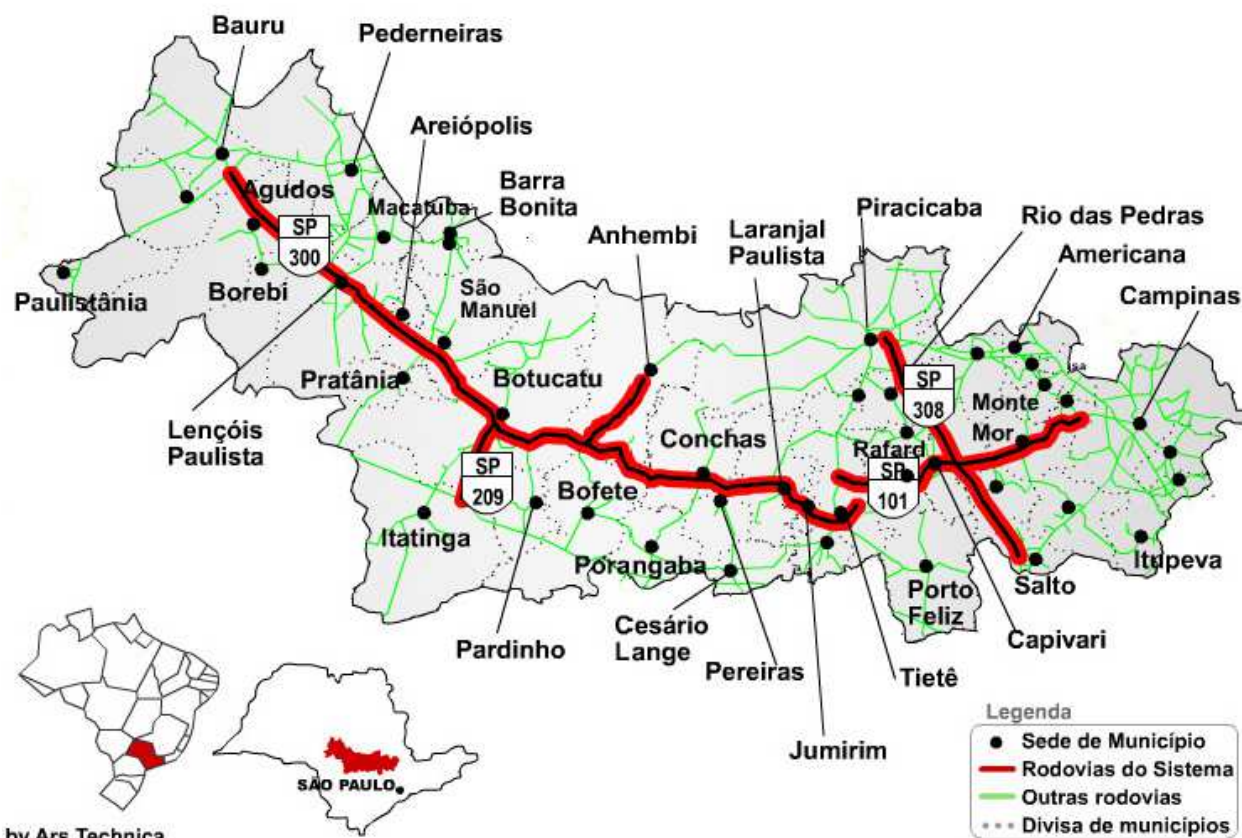 Bauru
Pederneiras
Areiópolis
Agudos
Macatuba
Barra
Bonita
SP
300
Anhembi
Laranjal
Paulista
Piracicaba
Rio das Pedras
Americana
Campinas
Paulistânia
Borebi
São
Manuel
Pratânia
Botucatu
Lençóis
Paulista
SP
209
Conchas
SP
308
Monte
Mor
Rafard
SP
101
Itatinga
Bofete
Porangaba
Pardinho
Cesário
Lange
Pereiras
Jumirim
Tietê
Porto
Feliz
Salto
Itupeva
Capivari
SÃO PAULO
by Ars Technica
Legenda
Sede de Município
Rodovias do Sistema
Outras rodovias
Divisa de municípios